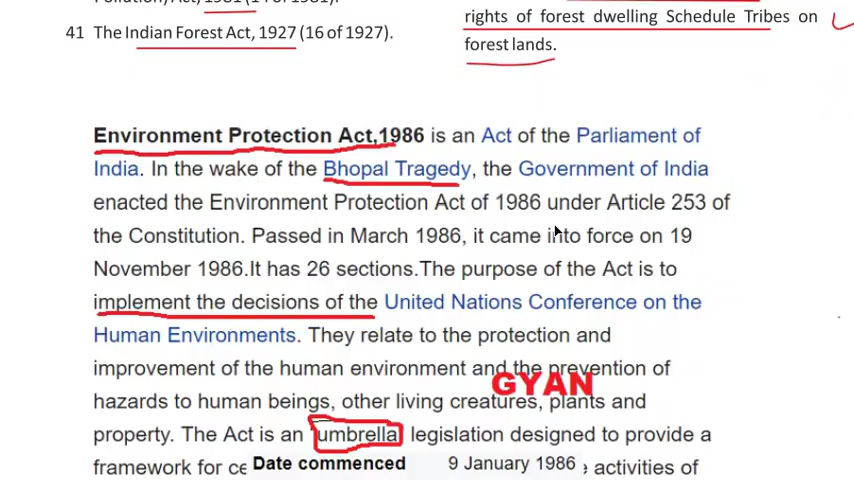 Pollution, Act, 1981 (14 of 1981).
41 The Indian Forest Act, 1927 (16 of 1927).
rights of forest dwelling Schedule Tribes on
forest lands.
Environment Protection Act,1986 is an Act of the Parliament of
India. In the wake of the Bhopal Tragedy, the Government of India
enacted the Environment Protection Act of 1986 under Article 253 of
the Constitution. Passed in March 1986, it came into force on 19
November 1986.It has 26 sections.The purpose of the Act is to
implement the decisions of the United Nations Conference on the
Human Environments. They relate to the protection and
improvement of the human environment and the prevention of
GYAN
hazards to human beings, other living creatures, plants and
property. The Act is an "umbrella" legislation designed to provide a
framework for ce
Date commenced 9 January 1986
e activities of